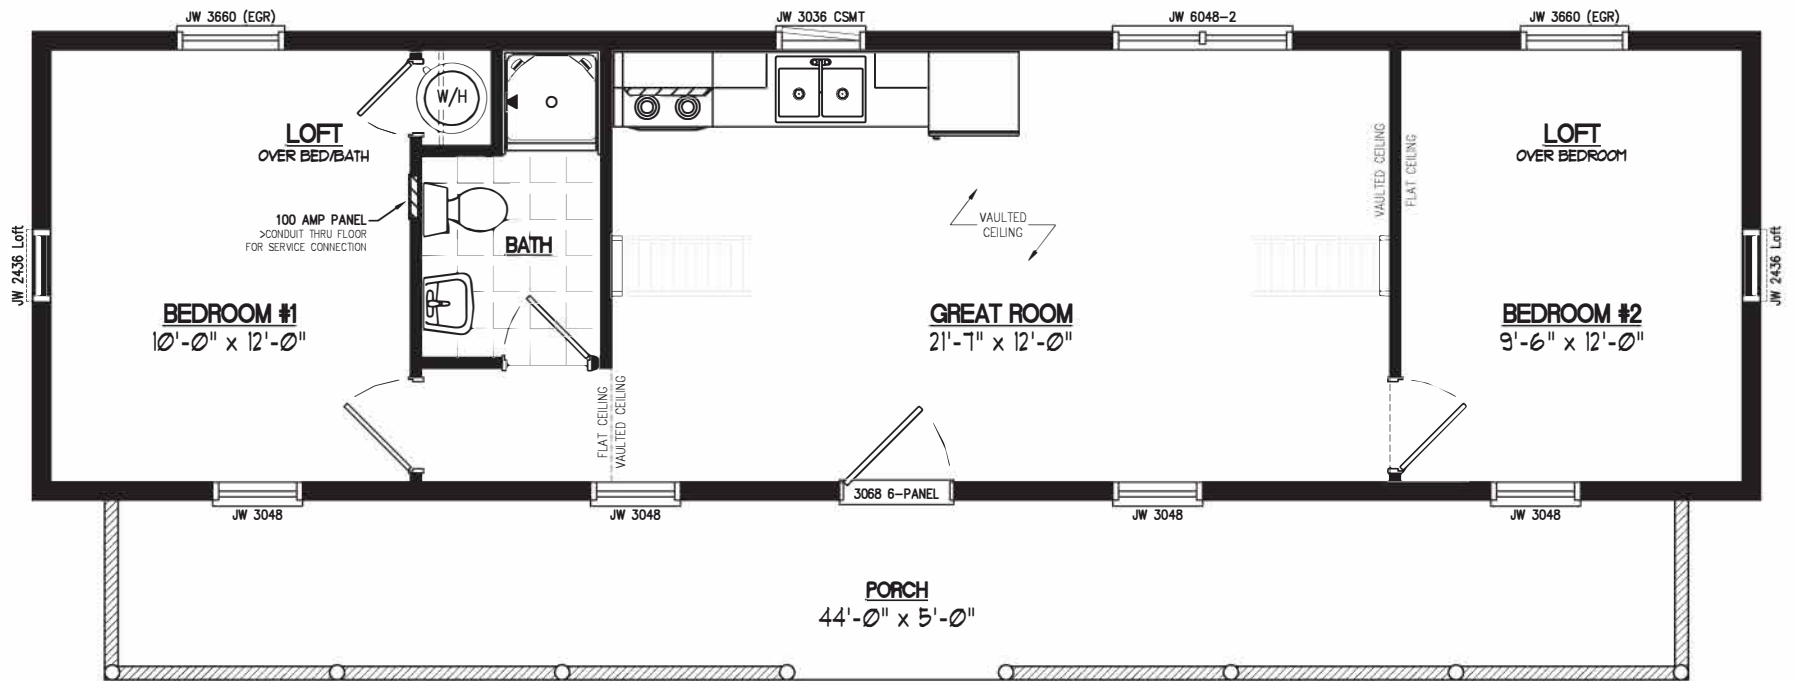 JW 3660 (EGR)
JW 3036 CSMT
JW 6048-2
JW 3660 (EGR)
W/H
LOFT
OVER BED/BATH
LOFT
OVER BEDROOM
VAULTED CEILING
FLAT CEILING
100 AMP PANEL
>CONDUIT THRU FLOOR
FOR SERVICE CONNECTION
VAULTED
CEILING
BATH
JW 2436 Loft
JW 2436 Loft
BEDROOM #1
10'-0" x 12'-0"
GREAT ROOM
21'-7" x 12'-0"
BEDROOM #2
9'-6" x 12'-0"
FLAT CEILING
VAULTED CEILING
3068 6-PANEL
JW 3048
JW 3048
JW 3048
JW 3048
PORCH
44'-0" x 5'-0"